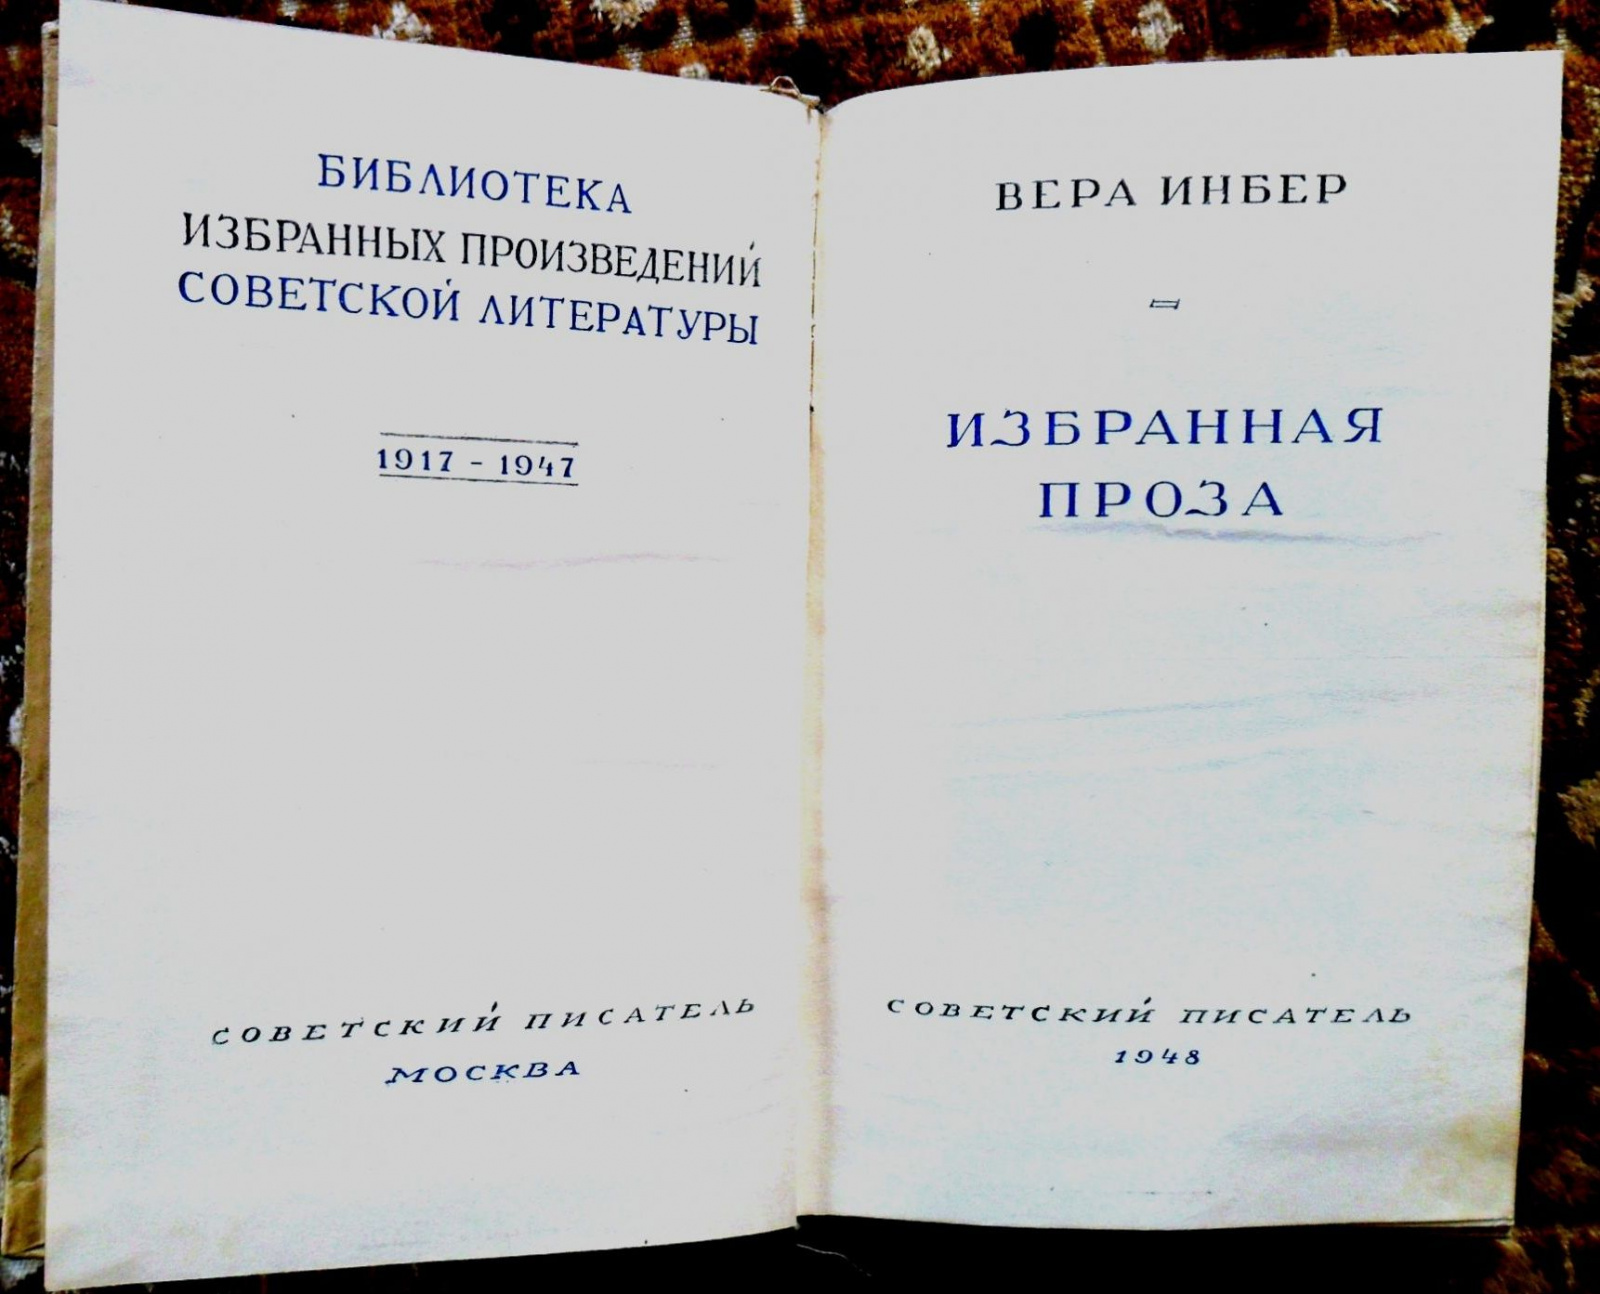 БИБЛИОТЕКА
ИЗБРАННЫХ ПРОИЗВЕДЕНИЙ
СОВЕТСКОЙ ЛИТЕРАТУРЫ
1917 - 1947
СОВЕТСКИЙ ПИСАТЕЛЬ
МОСКВА
ВЕРА ИНБЕР
ИЗБРАННАЯ
ПРОЗА
СОВЕТСКИЙ ПИСАТЕЛЬ
1948